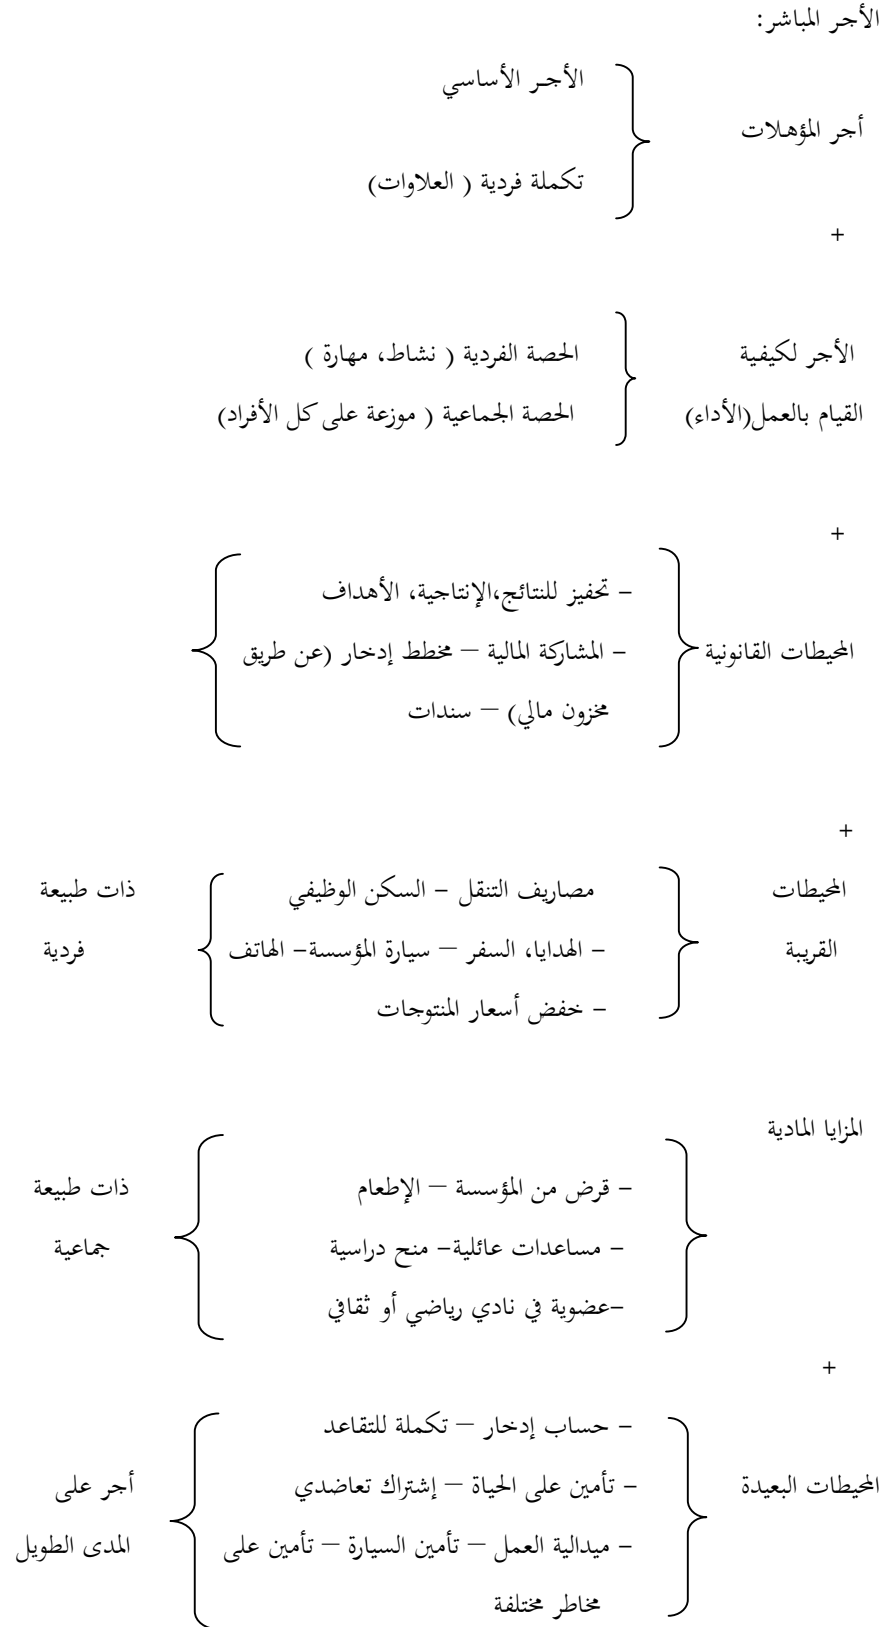 الأجر المباشر:
الأجر الأساسي
أجر المؤهلات
تكملة فردية ( العلاوات)
+
الأجر لكيفية الحصة الفردية ( نشاط، مهارة )
القيام بالعمل(الأداء) الحصة الجماعية ( موزعة على كل الأفراد)
+
– تحفيز للنتائج،الإنتاجية، الأهداف
المحيطات القانونية – المشاركة المالية – مخطط إدخار (عن طريق
مخزون مالي) – سندات
+
المحيطات مصاريف التنقل – السكن الوظيفي ذات طبيعة
القريبة – الهدايا، السفر – سيارة المؤسسة– الهاتف فردية
– خفض أسعار المنتوجات
المزايا المادية
– قرض من المؤسسة – الإطعام ذات طبيعة
– مساعدات عائلية– منح دراسية جماعية
–عضوية في نادي رياضي أو ثقافي
+
– حساب إدخار – تكملة للتقاعد
المحيطات البعيدة – تأمين على الحياة – إشتراك تعاضدي أجر على
– ميدالية العمل – تأمين السيارة – تأمين على المدى الطويل
مخاطر مختلفة